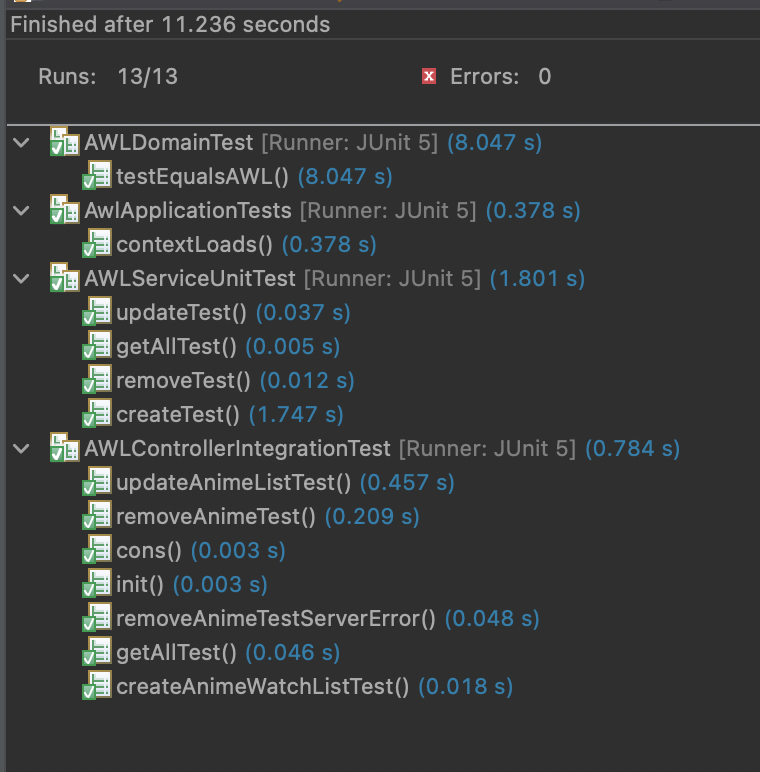 Finished after 11.236 seconds
Runs: 13/13 Errors: 0
AWLDomainTest [Runner: JUnit 5] (8.047 s)
testEqualsAWL() (8.047 s)
AwlApplicationTests [Runner: JUnit 5] (0.378 s)
contextLoads() (0.378 s)
AWLServiceUnitTest [Runner: JUnit 5] (1.801 s)
updateTest() (0.037 s)
getAllTest() (0.005 s)
removeTest() (0.012 s)
createTest() (1.747 s)
AWLControllerIntegrationTest [Runner: JUnit 5] (0.784 s)
updateAnimeListTest() (0.457 s)
removeAnimeTest() (0.209 s)
cons() (0.003 s)
init() (0.003 s)
removeAnimeTestServerError() (0.048 s)
getAllTest() (0.046 s)
createAnimeWatchListTest() (0.018 s)